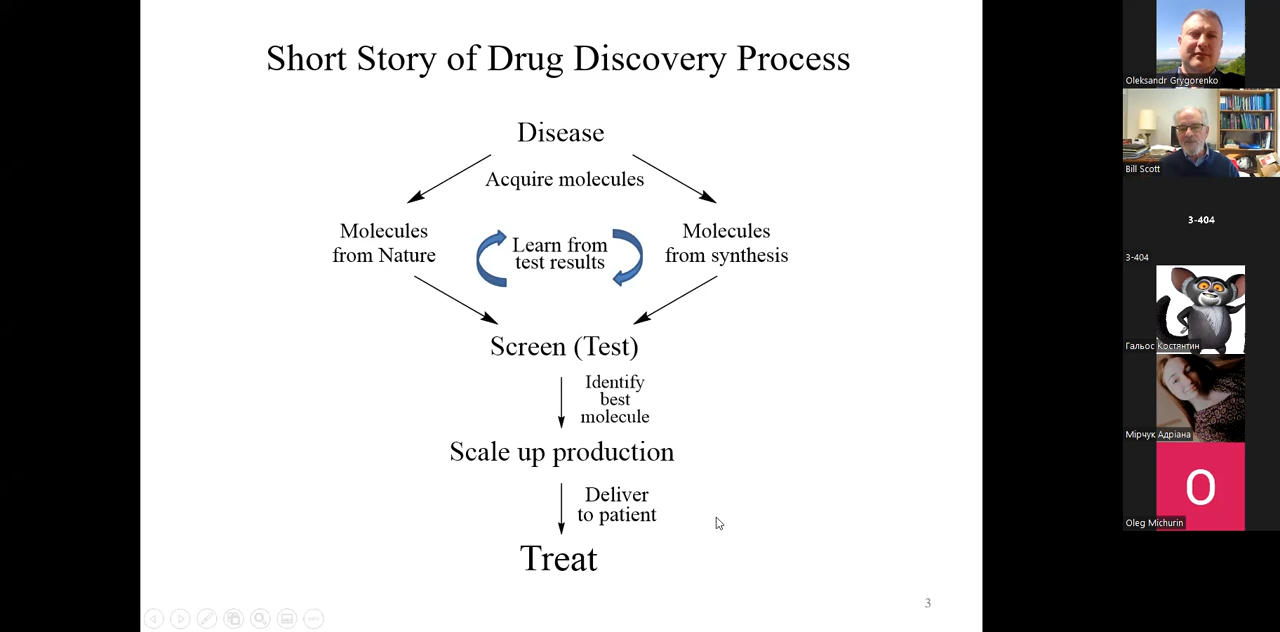 Short Story of Drug Discovery Process
Disease
Acquire molecules
Molecules
from Nature
Learn from
test results
Molecules
from synthesis
Screen (Test)
Identify
best
molecule
Scale up production
Deliver
to patient
Treat
3
Oleksandr Grygorenko
Bill Scott
3-404
3-404
Гальос Костянтин
Мірчук Адріана
O
Oleg Michurin